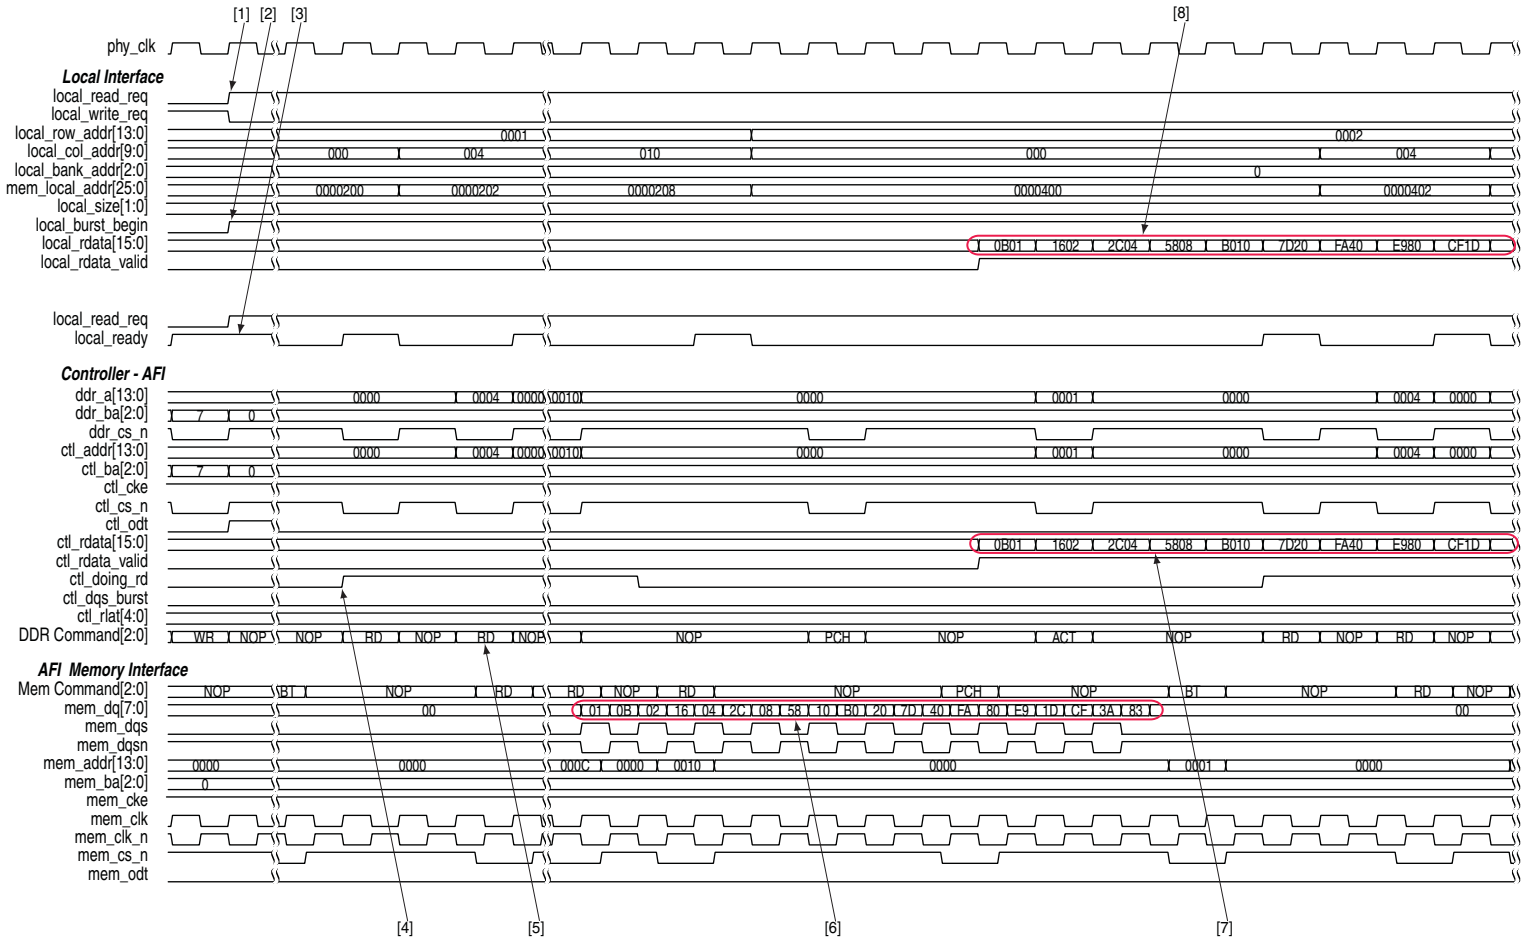 [1] [2] [3] [8]
phy_clk
Local Interface
local_read_req
local_write_req
local_row_addr[13:0] 0001 0002
local_col_addr[9:0] 000 004 010 000 004
local_bank_addr[2:0] 0
mem_local_addr[25:0] 0000200 0000202 0000208 0000400 0000402
local_size[1:0]
local_burst_begin
local_rdata[15:0] 0B01 1602 2C04 5808 B010 7D20 FA40 E980 CF1D
local_rdata_valid
local_read_req
local_ready
Controller - AFI
ddr_a[13:0] 0000 0004 0000 0010 0000 0001 0000 0004 0000
ddr_ba[2:0] 7 0
ddr_cs_n
ctl_addr[13:0] 0000 0004 0000 0010 0000 0001 0000 0004 0000
ctl_ba[2:0] 7 0
ctl_cke
ctl_cs_n
ctl_odt
ctl_rdata[15:0] 0B01 1602 2C04 5808 B010 7D20 FA40 E980 CF1D
ctl_rdata_valid
ctl_doing_rd
ctl_dqs_burst
ctl_rlat[4:0]
DDR Command[2:0] WR NOP NOP RD NOP RD NOP NOP PCH NOP ACT NOP RD NOP RD NOP
AFI Memory Interface
Mem Command[2:0] NOP BT NOP RD RD NOP RD NOP PCH NOP BT NOP RD NOP
mem_dq[7:0] 00 01 0B 02 16 04 2C 08 58 10 B0 20 7D 40 FA 80 E9 1D CF 3A 83 00
mem_dqs
mem_dqsn
mem_addr[13:0] 0000 0000 000C 0000 0010 0000 0001 0000
mem_ba[2:0] 0
mem_cke
mem_clk
mem_clk_n
mem_cs_n
mem_odt
[4] [5] [6] [7]